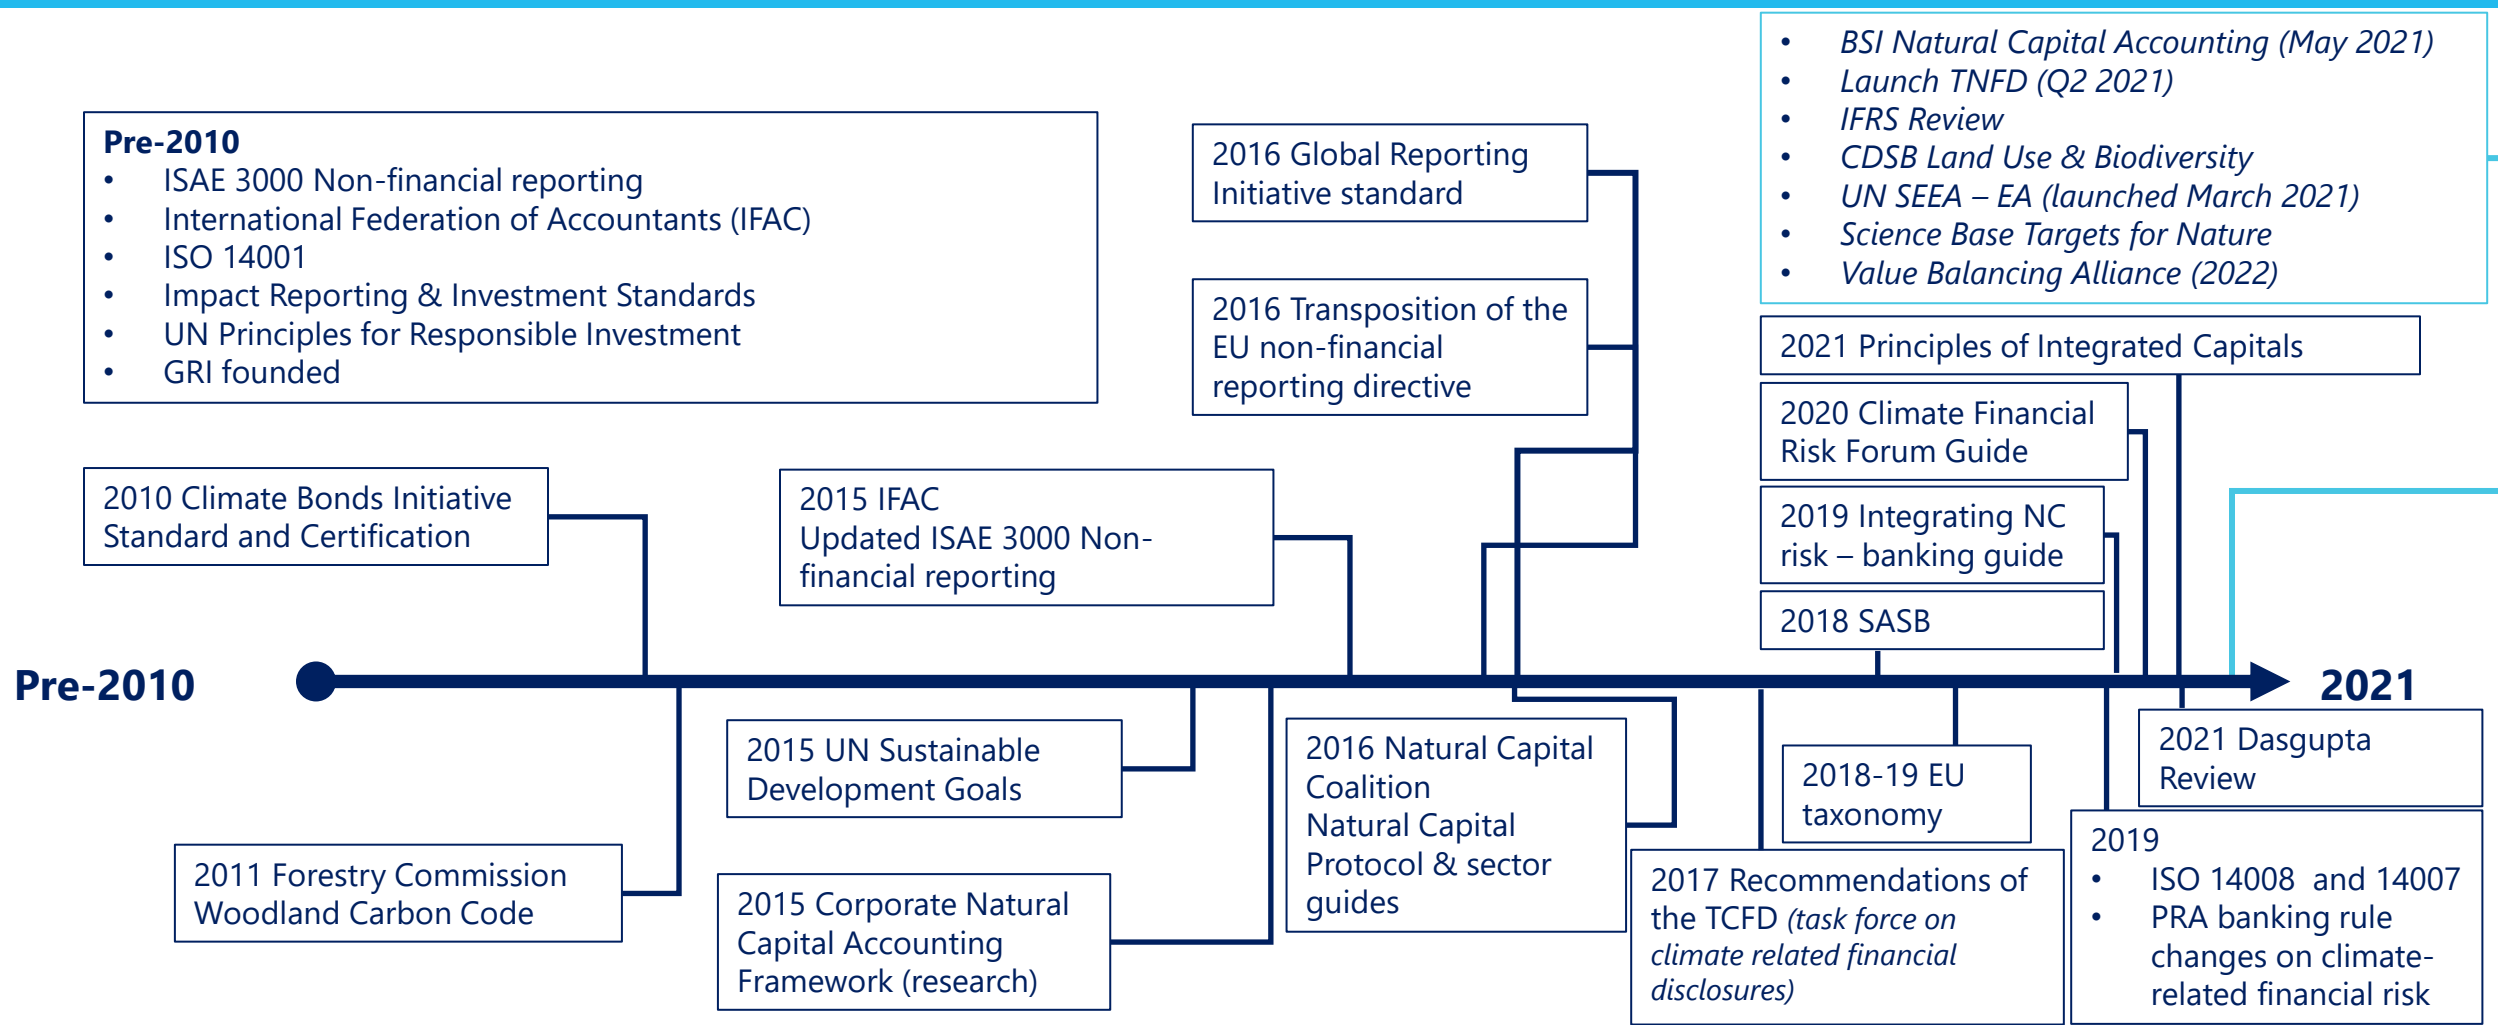 Pre-2010
• ISAE 3000 Non-financial reporting
• International Federation of Accountants (IFAC)
• ISO 14001
• Impact Reporting & Investment Standards
• UN Principles for Responsible Investment
• GRI founded
2016 Global Reporting
Initiative standard
2016 Transposition of the
EU non-financial
reporting directive
• BSI Natural Capital Accounting (May 2021)
• Launch TNFD (Q2 2021)
• IFRS Review
• CDSB Land Use & Biodiversity
• UN SEEA – EA (launched March 2021)
• Science Base Targets for Nature
• Value Balancing Alliance (2022)
2021 Principles of Integrated Capitals
2020 Climate Financial
Risk Forum Guide
2019 Integrating NC
risk – banking guide
2018 SASB
2010 Climate Bonds Initiative
Standard and Certification
2015 IFAC
Updated ISAE 3000 Non-
financial reporting
Pre-2010
2021
2011 Forestry Commission
Woodland Carbon Code
2015 UN Sustainable
Development Goals
2015 Corporate Natural
Capital Accounting
Framework (research)
2016 Natural Capital
Coalition
Natural Capital
Protocol & sector
guides
2017 Recommendations of
the TCFD (task force on
climate related financial
disclosures)
2018-19 EU
taxonomy
2021 Dasgupta
Review
2019
• ISO 14008  and 14007
• PRA banking rule
changes on climate-
related financial risk